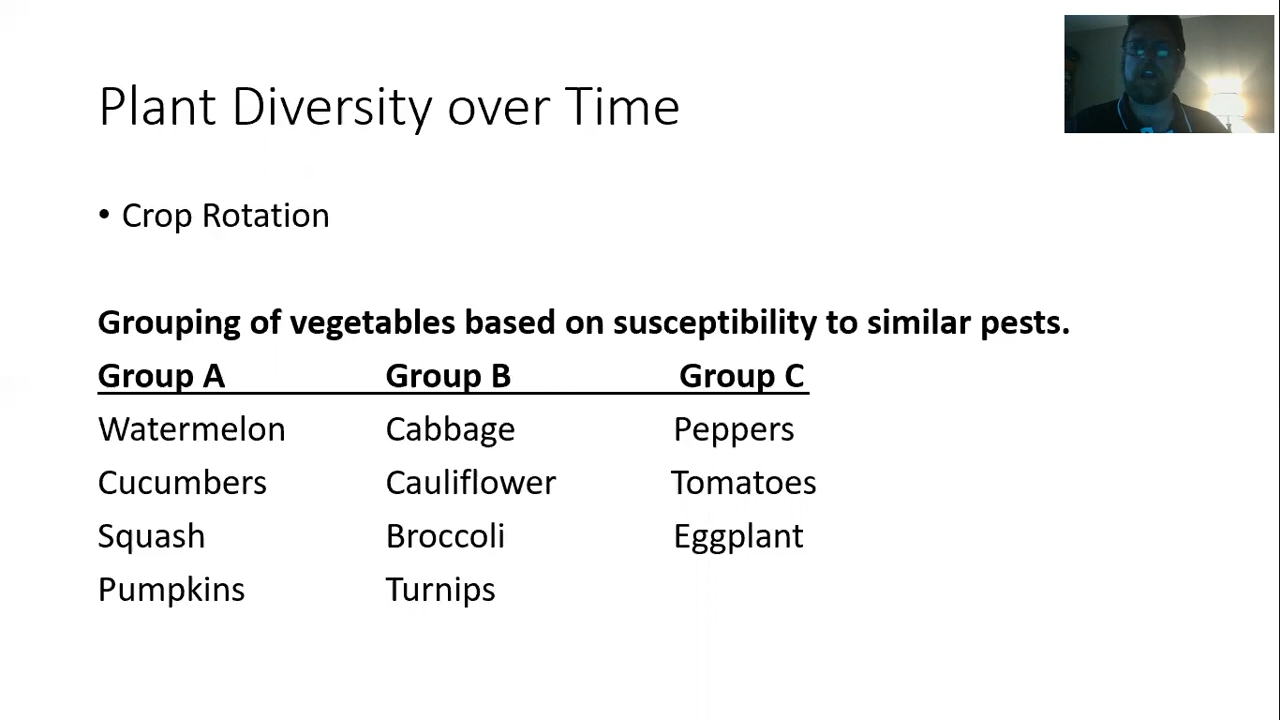 Plant Diversity over Time
• Crop Rotation
Grouping of vegetables based on susceptibility to similar pests.
Group A Group B Group C
Watermelon Cabbage Peppers
Cucumbers Cauliflower Tomatoes
Squash Broccoli Eggplant
Pumpkins Turnips